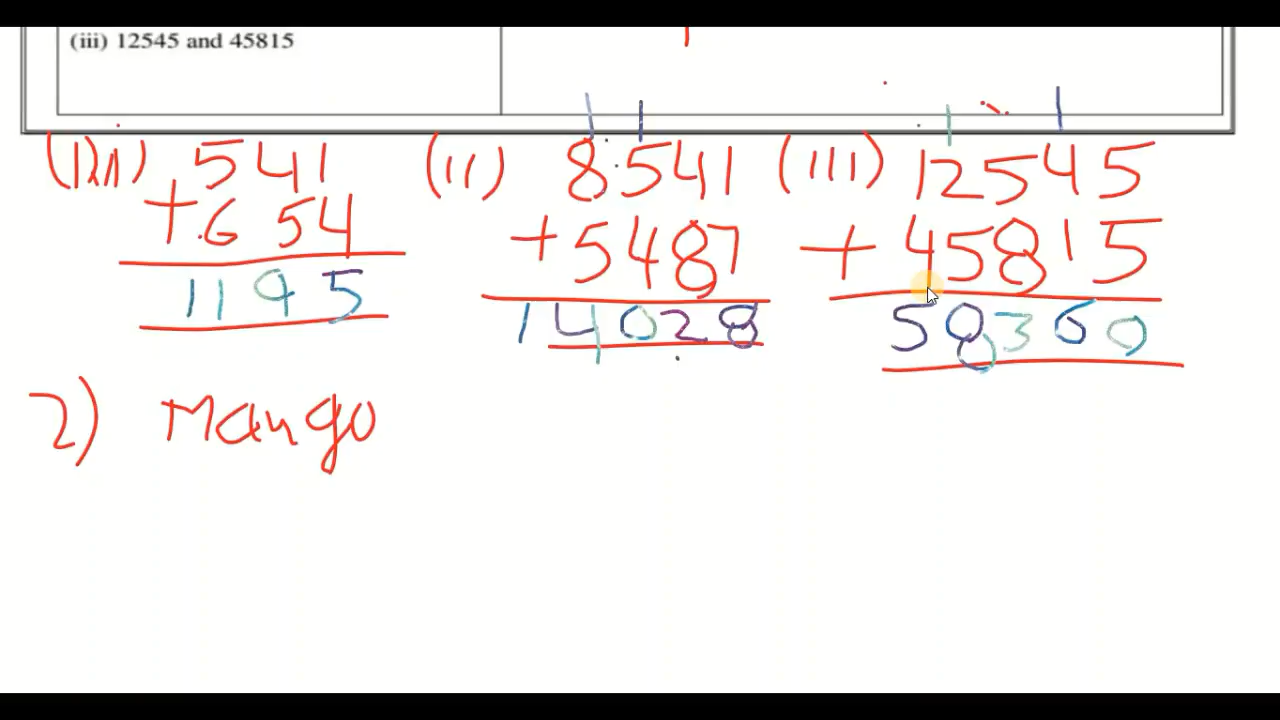 (iii) 12545 and 45815
(i) 541 (ii) 8541 (iii) 12545
+654 +5487 +45815
1195 14028 58360
2) Mango